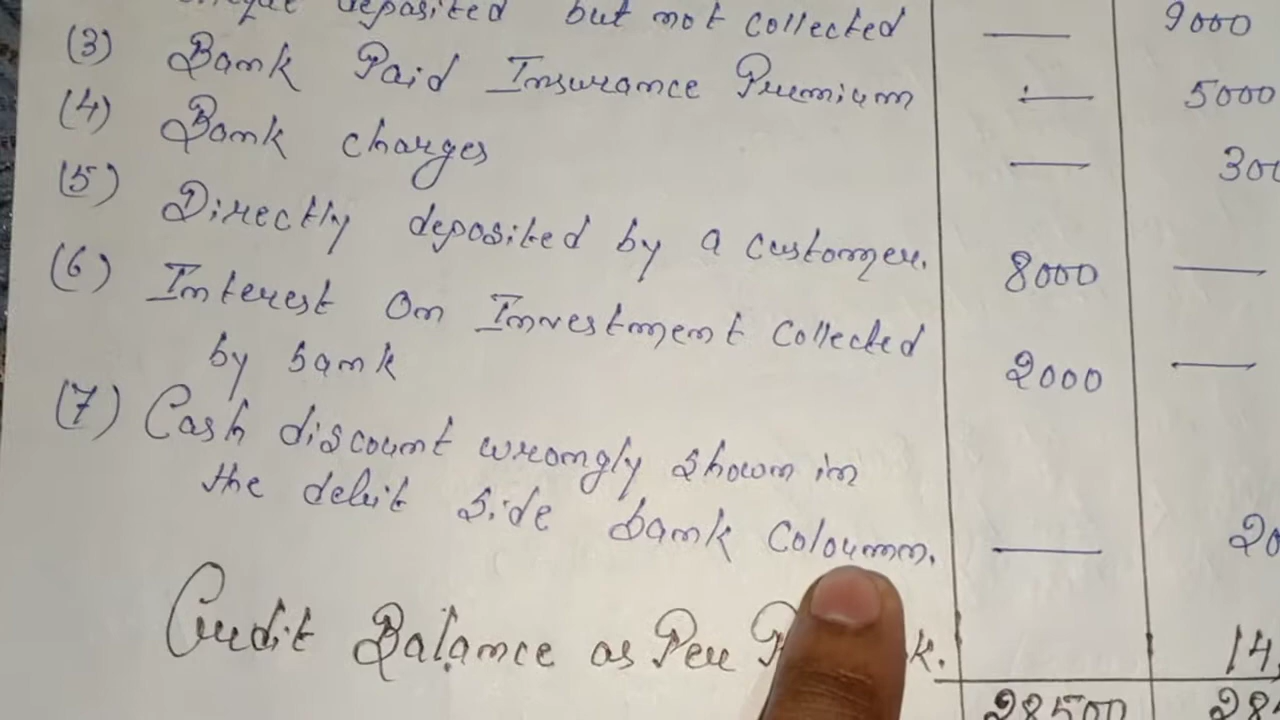 deposited but not collected — 9000
(3) Bank Paid Insurance Premium — 5000
(4) Bank charges —
(5) Directly deposited by a customer. 8000 —
(6) Interest On Investment Collected
by bank 2000 —
(7) Cash discount wrongly shown in
the debit side bank Coloumn. —
Credit Balance as Per
28500